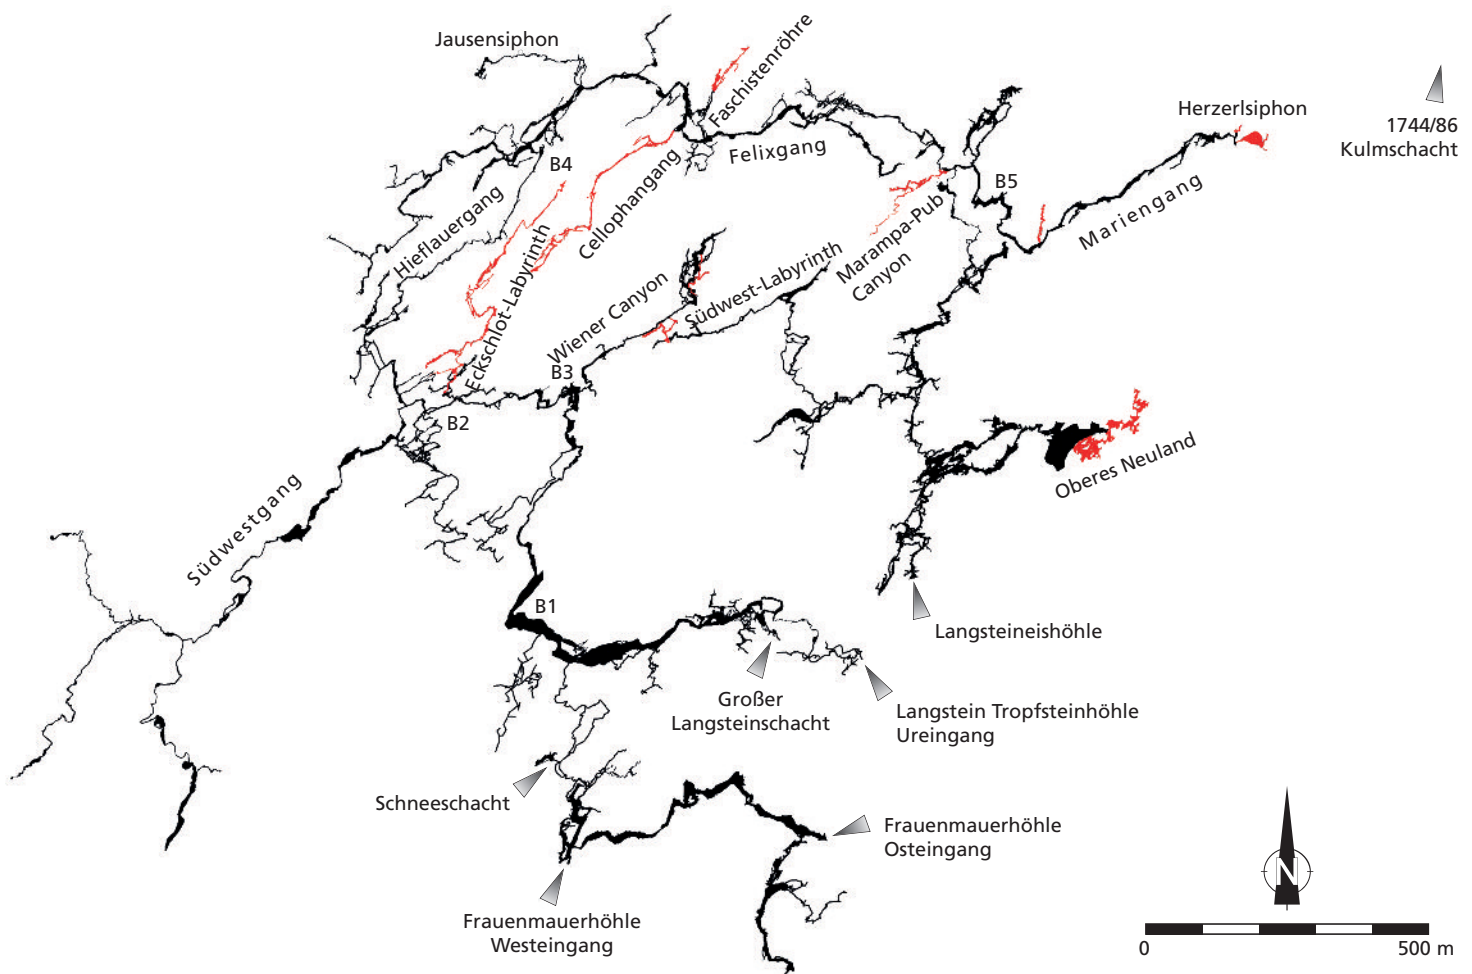 Jausensiphon
Faschistenröhre
Herzerlsiphon
1744/86
Kulmschacht
Felixgang
B4
B5
Hieflauergang
Cellophangang
Marampa-Pub
Canyon
Mariengang
Eckschlot-Labyrinth
Wiener Canyon
Südwest-Labyrinth
B3
B2
Oberes Neuland
Südwestgang
B1
Langsteineishöhle
Großer
Langsteinschacht
Langstein Tropfsteinhöhle
Ureingang
Schneeschacht
Frauenmauerhöhle
Osteingang
Frauenmauerhöhle
Westeingang
N
0
500 m